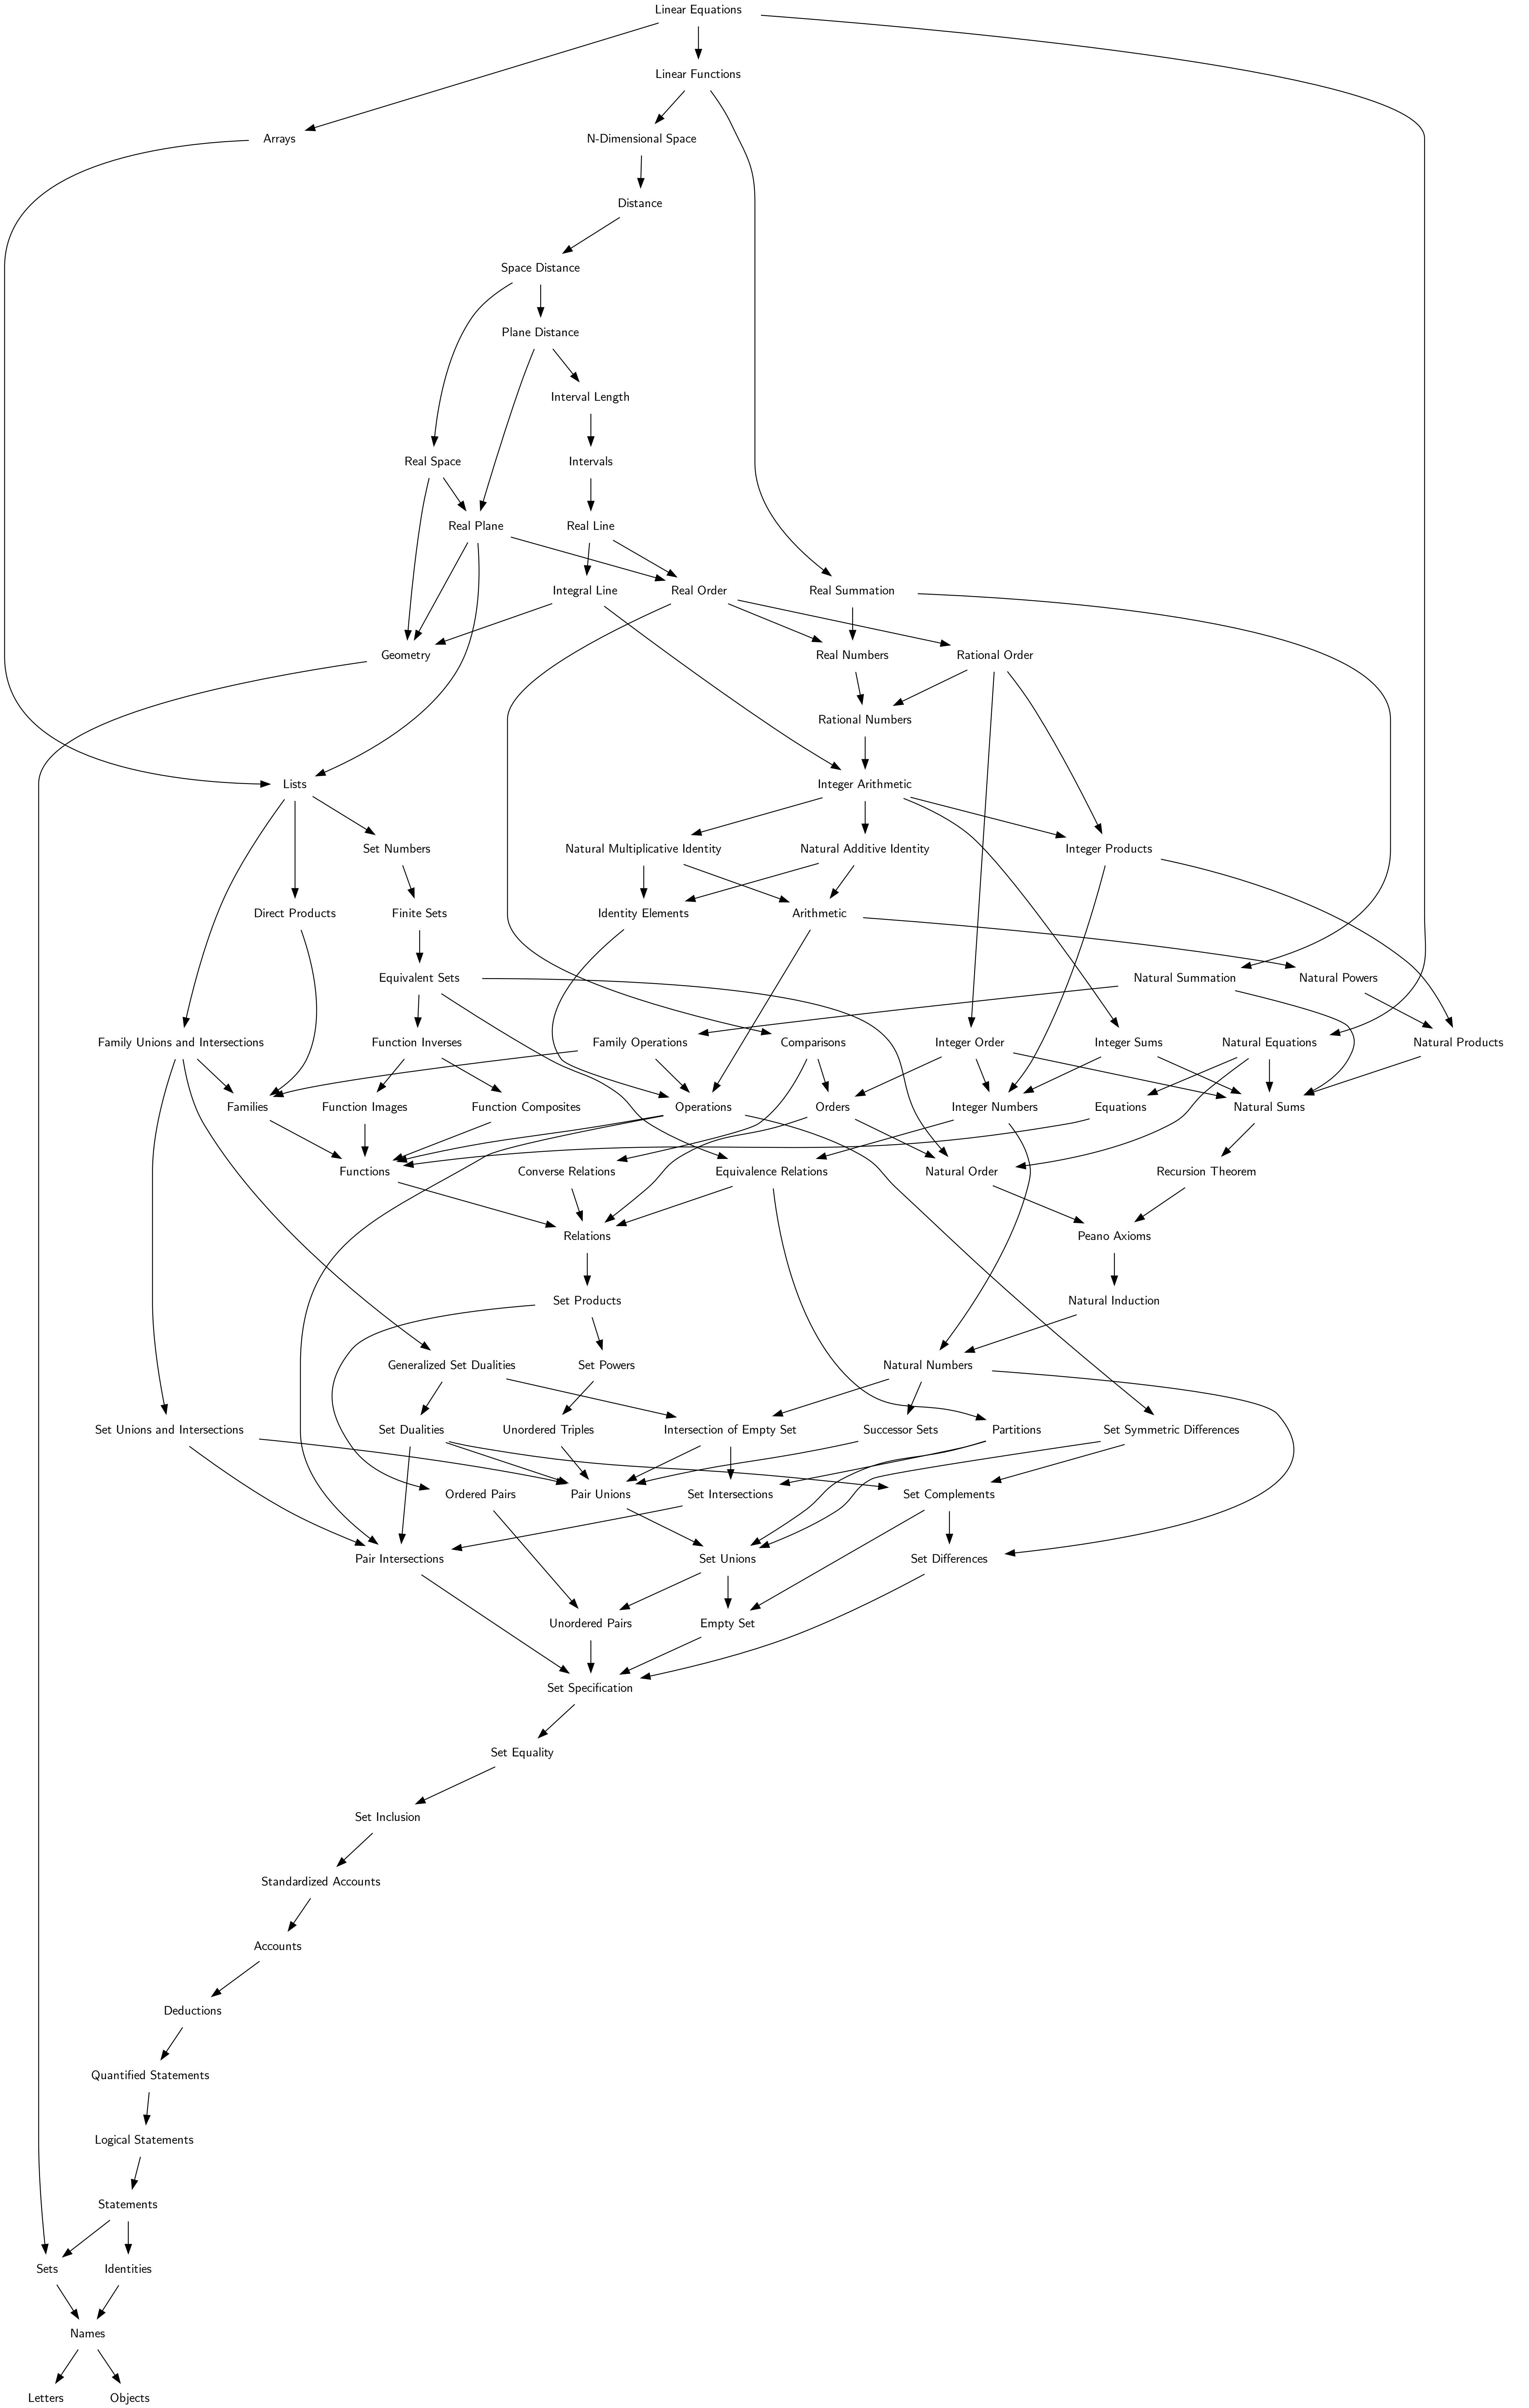 Linear Equations
Linear Functions
Arrays
N-Dimensional Space
Distance
Space Distance
Plane Distance
Interval Length
Real Space
Intervals
Real Plane
Real Line
Integral Line
Real Order
Real Summation
Geometry
Real Numbers
Rational Order
Rational Numbers
Lists
Integer Arithmetic
Set Numbers
Natural Multiplicative Identity
Natural Additive Identity
Integer Products
Direct Products
Finite Sets
Identity Elements
Arithmetic
Equivalent Sets
Natural Summation
Natural Powers
Family Unions and Intersections
Function Inverses
Family Operations
Comparisons
Integer Order
Integer Sums
Natural Equations
Natural Products
Families
Function Images
Function Composites
Operations
Orders
Integer Numbers
Equations
Natural Sums
Functions
Converse Relations
Equivalence Relations
Natural Order
Recursion Theorem
Relations
Peano Axioms
Set Products
Natural Induction
Generalized Set Dualities
Set Powers
Natural Numbers
Set Unions and Intersections
Set Dualities
Unordered Triples
Intersection of Empty Set
Successor Sets
Partitions
Set Symmetric Differences
Ordered Pairs
Pair Unions
Set Intersections
Set Complements
Pair Intersections
Set Unions
Set Differences
Unordered Pairs
Empty Set
Set Specification
Set Equality
Set Inclusion
Standardized Accounts
Accounts
Deductions
Quantified Statements
Logical Statements
Statements
Sets
Identities
Names
Letters
Objects